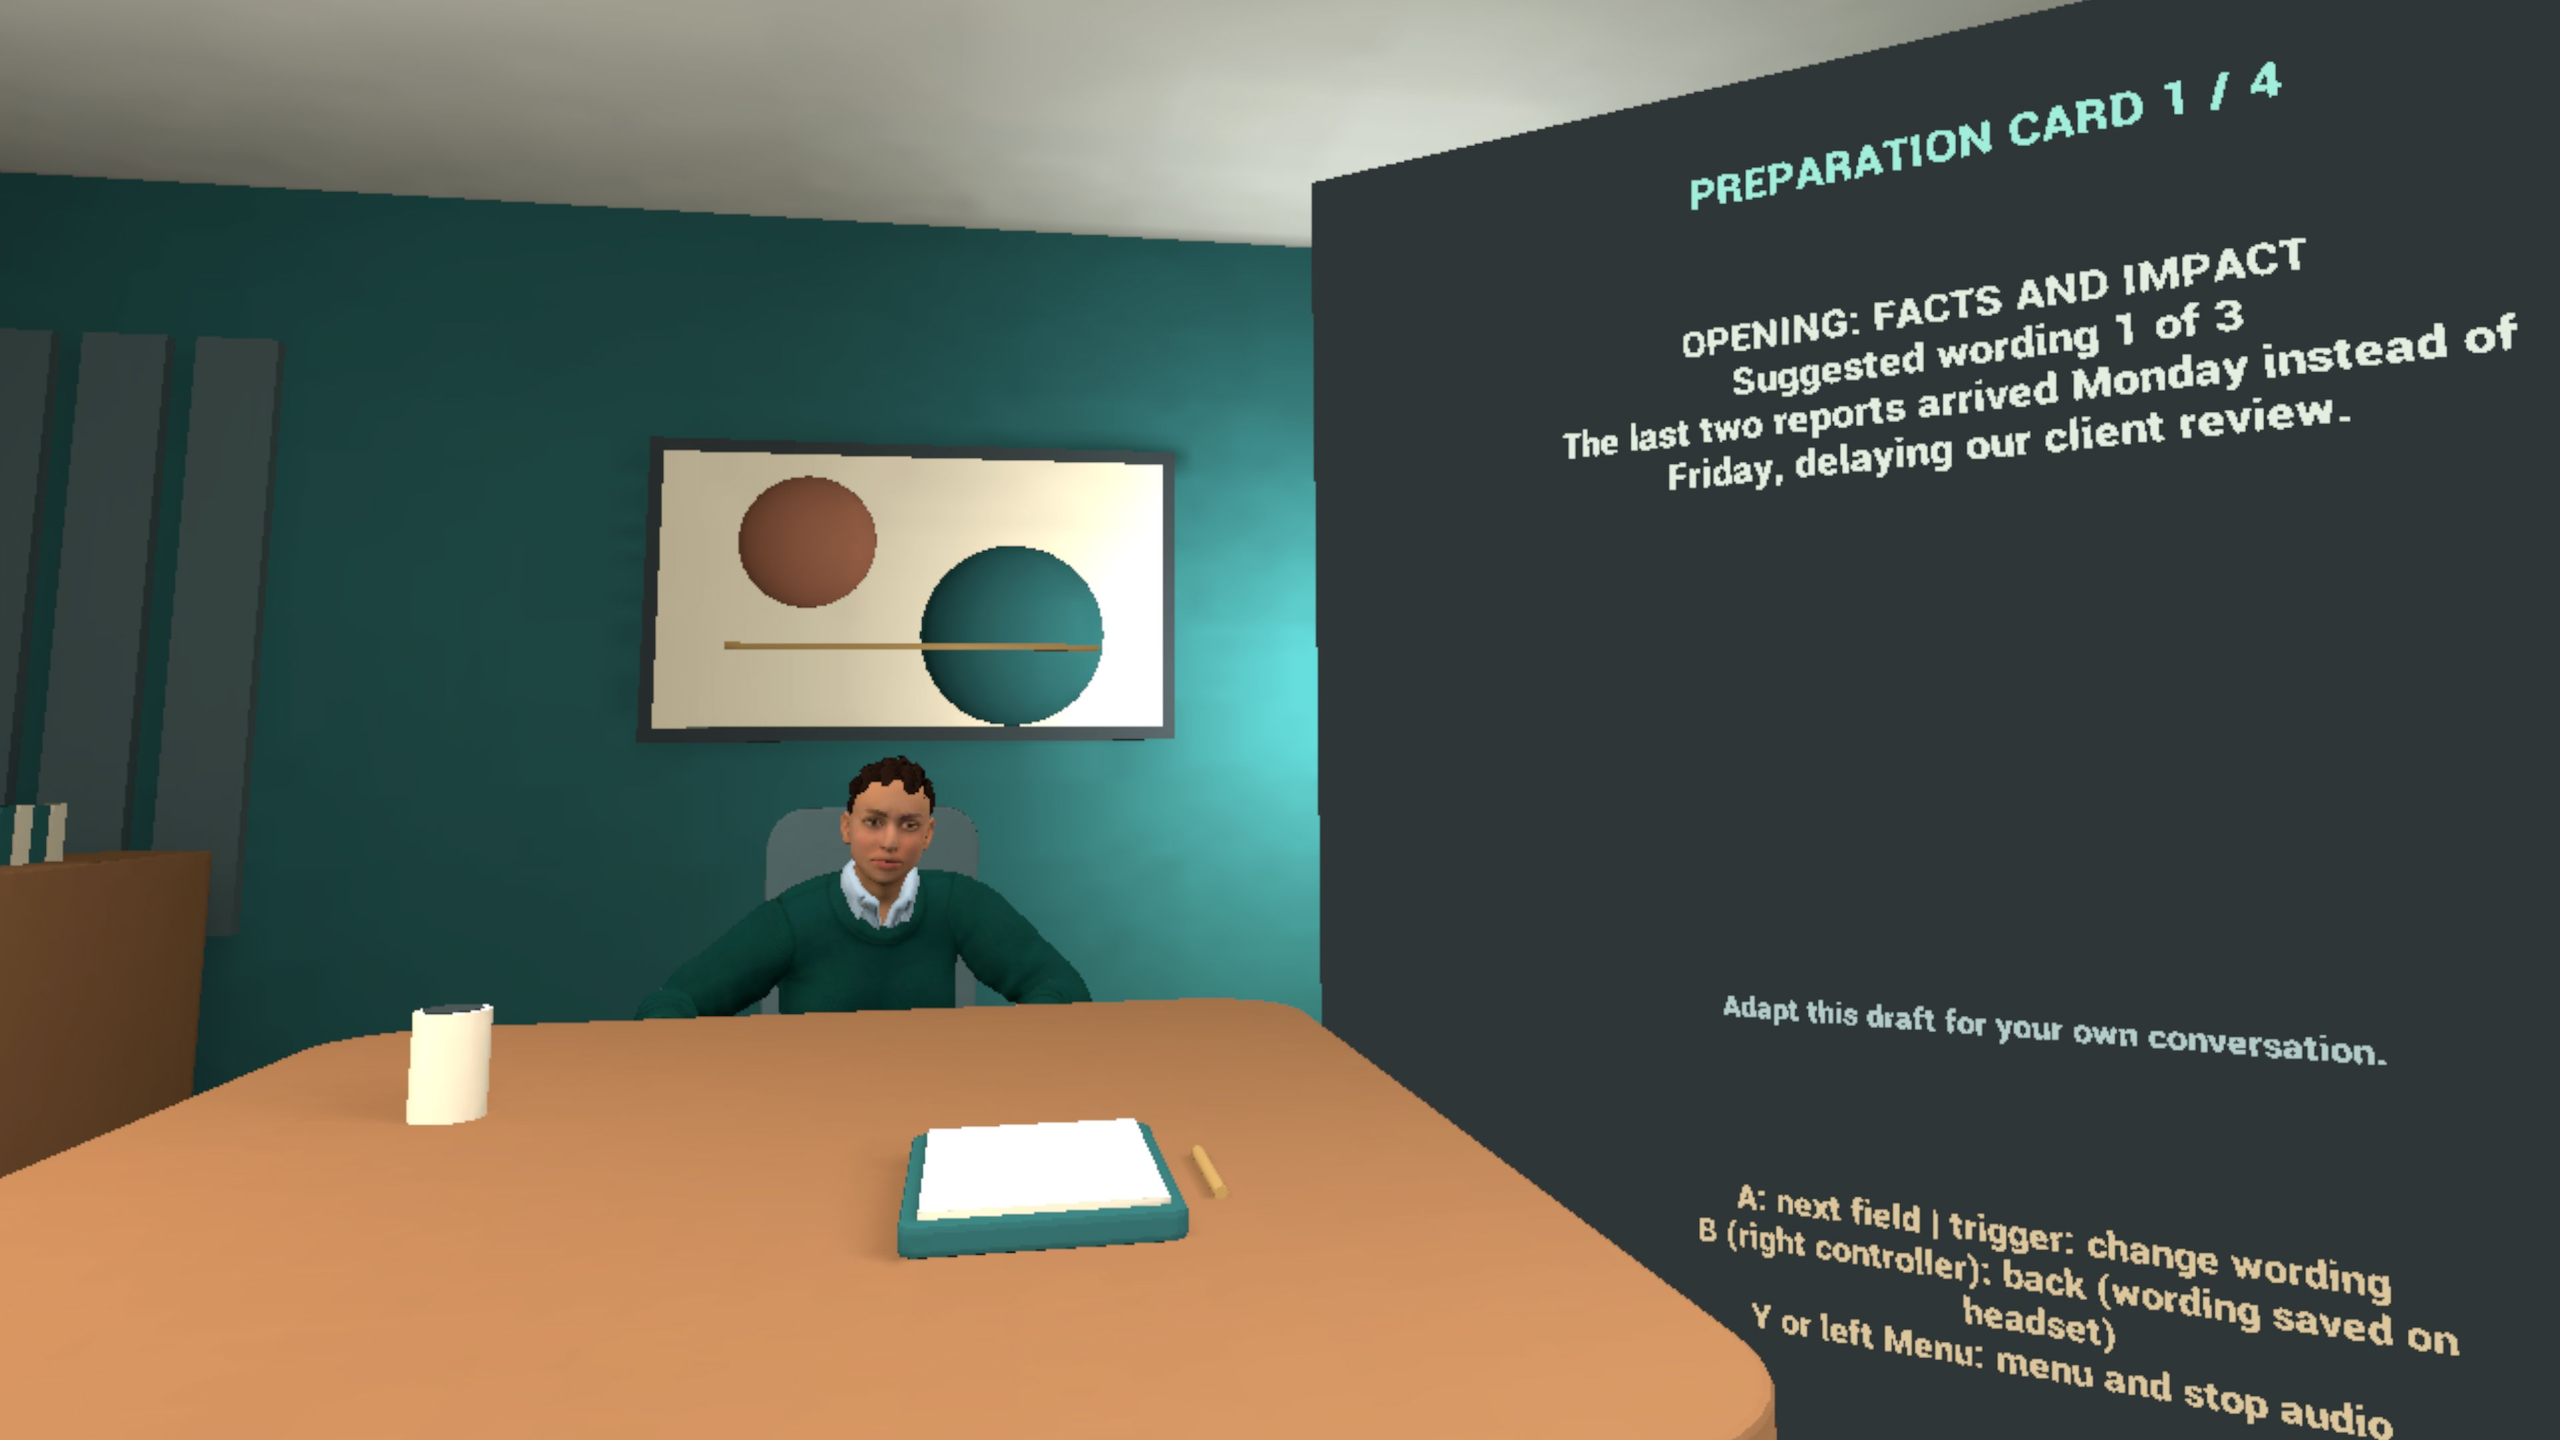 PREPARATION CARD 1 / 4
OPENING: FACTS AND IMPACT
Suggested wording 1 of 3
The last two reports arrived Monday instead of
Friday, delaying our client review.
Adapt this draft for your own conversation.
A: next field | trigger: change wording
B (right controller): back (wording saved on
headset)
Y or left Menu: menu and stop audio